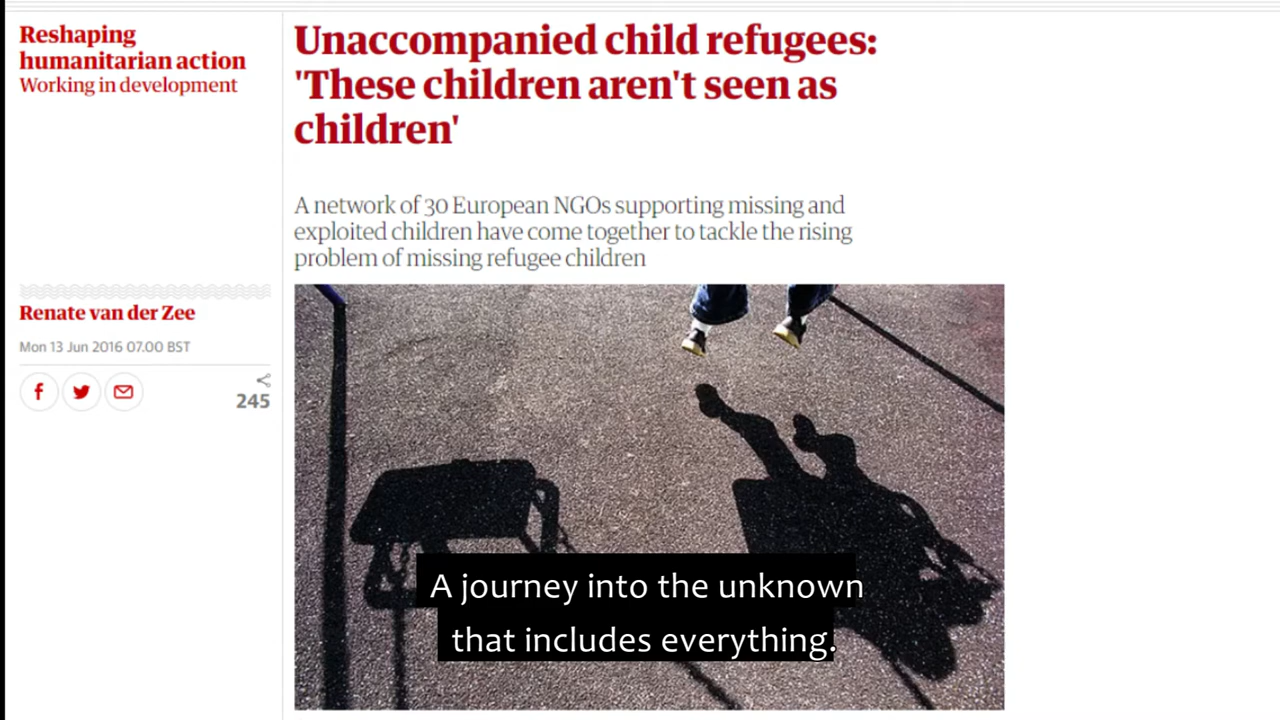 Reshaping
humanitarian action
Working in development
Unaccompanied child refugees:
'These children aren't seen as
children'
A network of 30 European NGOs supporting missing and
exploited children have come together to tackle the rising
problem of missing refugee children
Renate van der Zee
Mon 13 Jun 2016 07.00 BST
f
245
A journey into the unknown
that includes everything.